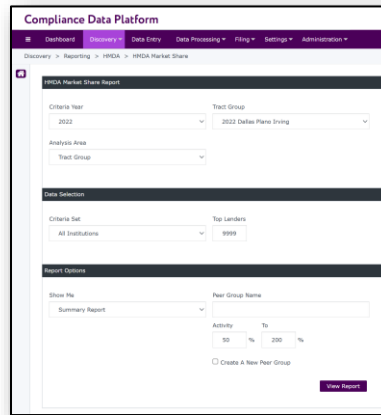 Compliance Data Platform
Dashboard Discovery Data Entry Data Processing Filing Settings Administration
Discovery > Reporting > HMDA > HMDA Market Share
HMDA Market Share Report
Criteria Year Tract Group
2022 2022 Dallas Plano Irving
Analysis Area
Tract Group
Data Selection
Criteria Set Top Lenders
All Institutions 9999
Report Options
Show Me Peer Group Name
Summary Report
Activity To
50 % 200 %
Create A New Peer Group
View Report